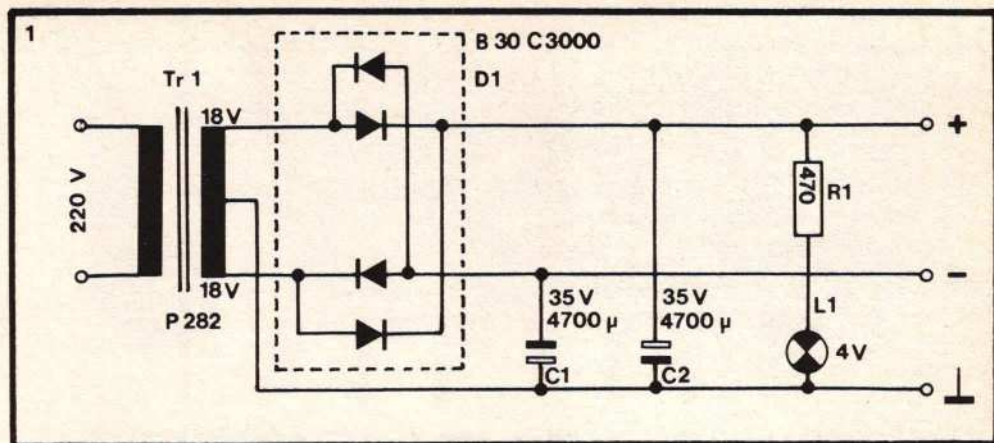 1
B 30 C 3000
D1
Tr 1
18 V
220 V
18 V
P 282
470
R1
+
−
35 V
4700 µ
C1
35 V
4700 µ
C2
L1
4 V